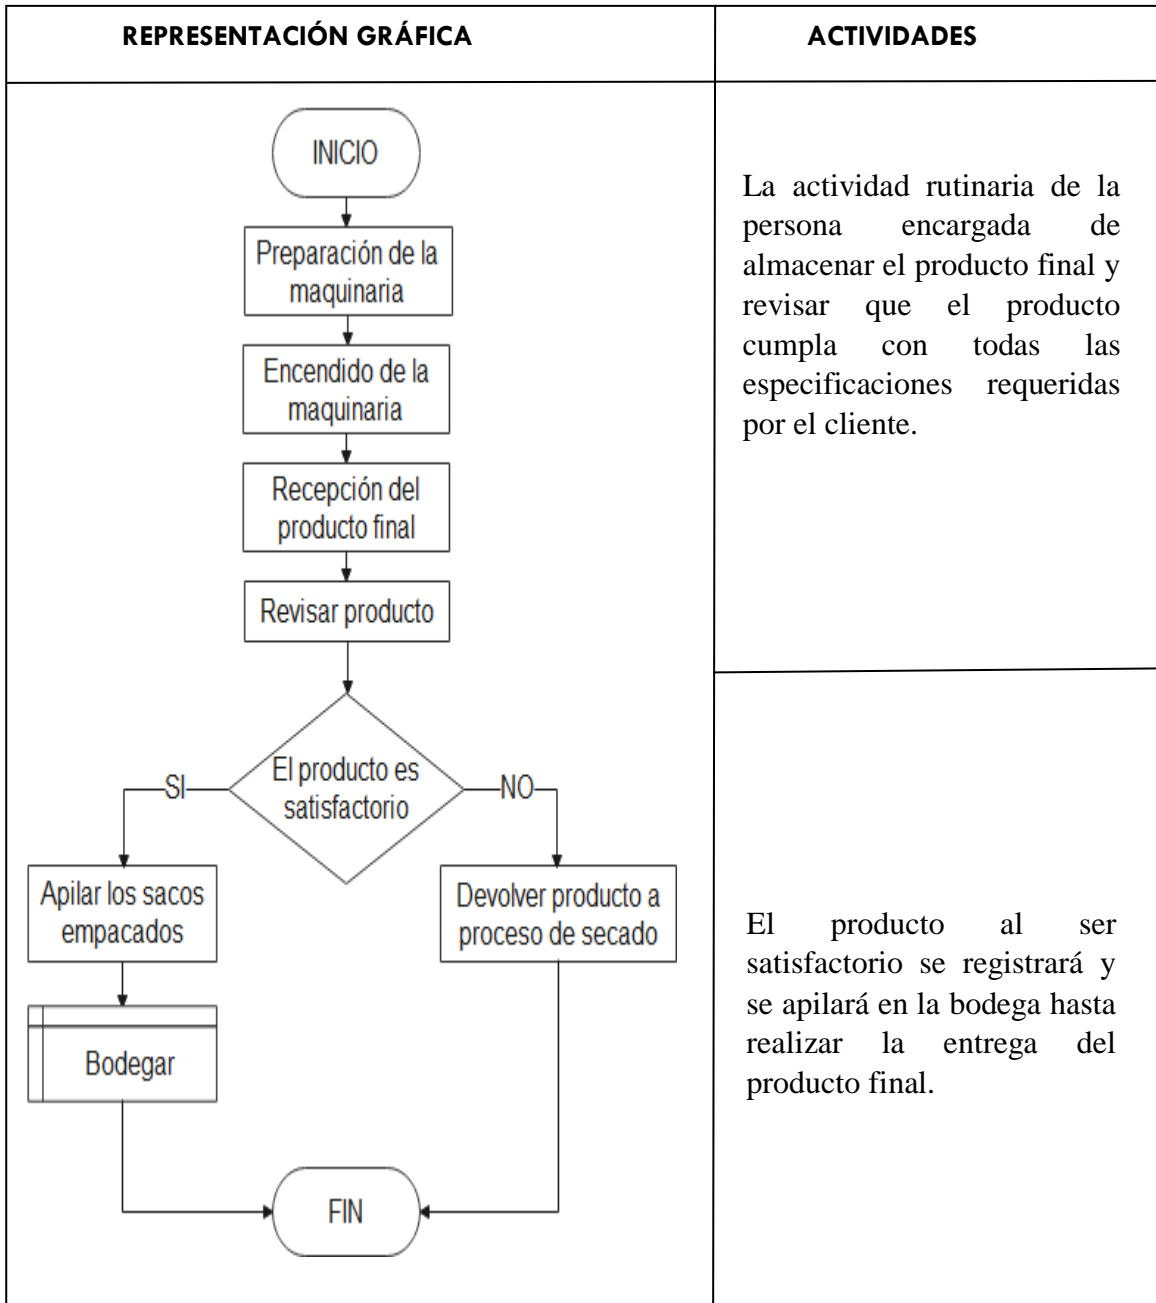 REPRESENTACIÓN GRÁFICA
ACTIVIDADES
INICIO
Preparación de la
maquinaria
Encendido de la
maquinaria
Recepción del
producto final
Revisar producto
El producto es
satisfactorio
SI
NO
Apilar los sacos
empacados
Devolver producto a
proceso de secado
Bodegar
FIN
La actividad rutinaria de la
persona encargada de
almacenar el producto final y
revisar que el producto
cumpla con todas las
especificaciones requeridas
por el cliente.
El producto al ser
satisfactorio se registrará y
se apilará en la bodega hasta
realizar la entrega del
producto final.